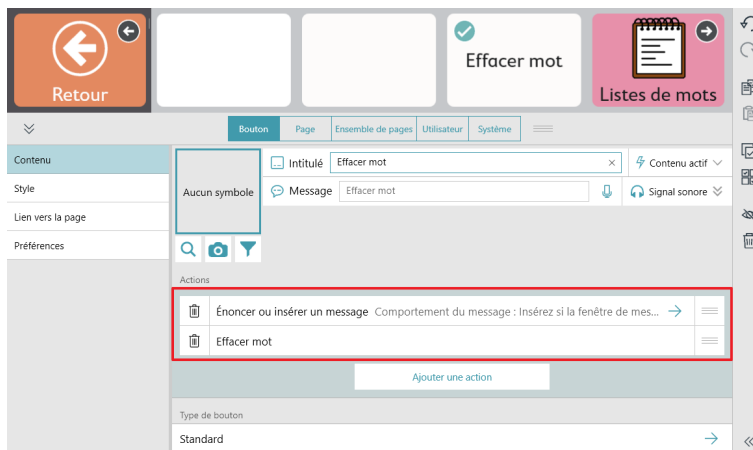 Retour
Effacer mot
Listes de mots
Bouton
Page
Ensemble de pages
Utilisateur
Système
Contenu
Style
Lien vers la page
Préférences
Aucun symbole
Intitulé
Effacer mot
Contenu actif
Message
Effacer mot
Signal sonore
Actions
Énoncer ou insérer un message Comportement du message : Insérez si la fenêtre de mes...
Effacer mot
Ajouter une action
Type de bouton
Standard